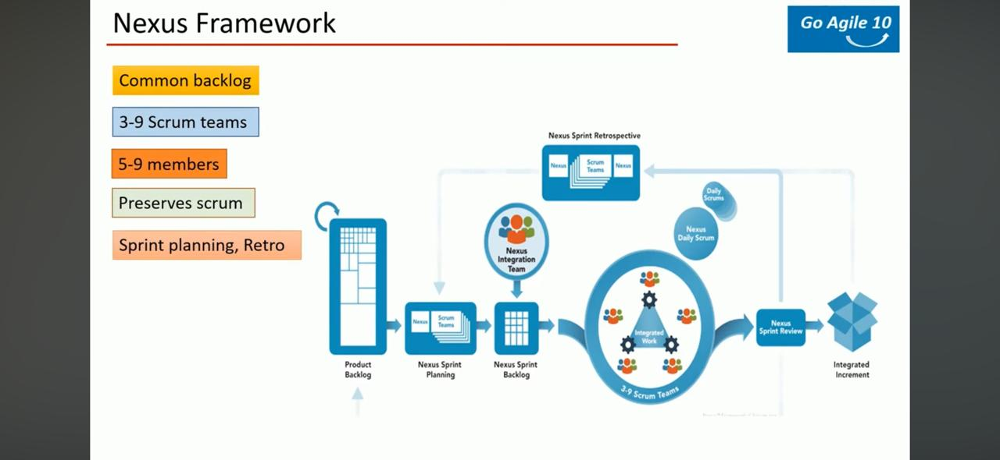 Nexus Framework
Go Agile 10
Common backlog
3-9 Scrum teams
5-9 members
Preserves scrum
Sprint planning, Retro
Nexus Sprint Retrospective
Nexus
Scrum
Teams
Nexus
Daily
Scrums
Nexus
Daily Scrum
Nexus
Integration
Team
Nexus
Scrum
Teams
Integrated
Work
3-9 Scrum Teams
Nexus
Sprint Review
Product
Backlog
Nexus Sprint
Planning
Nexus Sprint
Backlog
Integrated
Increment